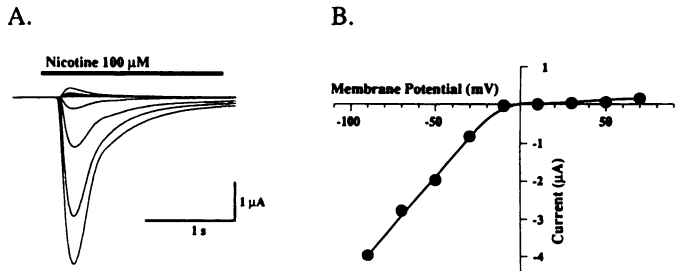 A.
B.
Nicotine 100 µM
1 µA
1 s
1
Membrane Potential (mV)
-100
-50
50
-1
-2
-3
-4
Current (µA)